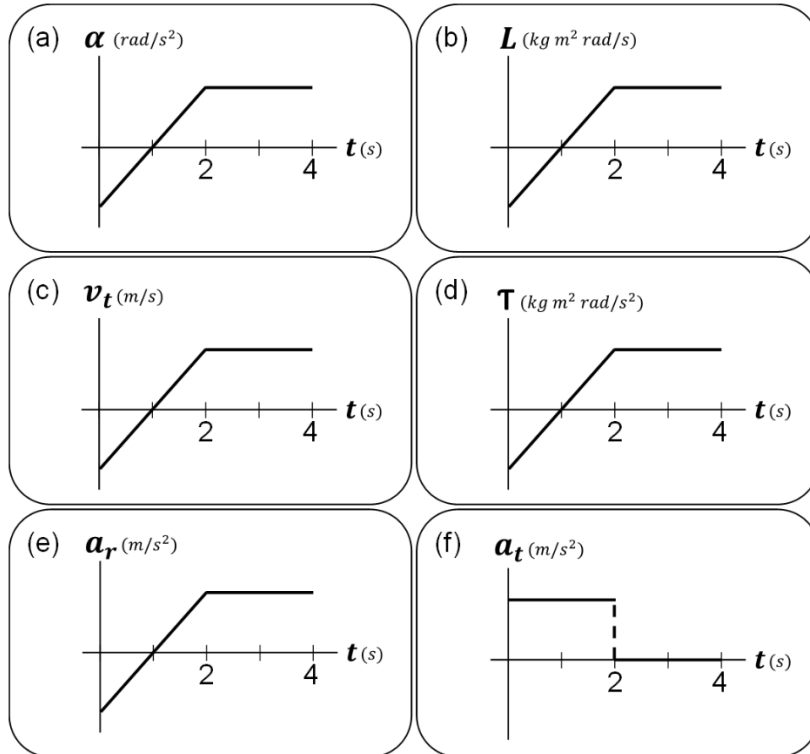 (a) α (rad/s²)
t (s)
2 4
(b) L (kg m² rad/s)
t (s)
2 4
(c) vₜ (m/s)
t (s)
2 4
(d) τ (kg m² rad/s²)
t (s)
2 4
(e) aᵣ (m/s²)
t (s)
2 4
(f) aₜ (m/s²)
t (s)
2 4